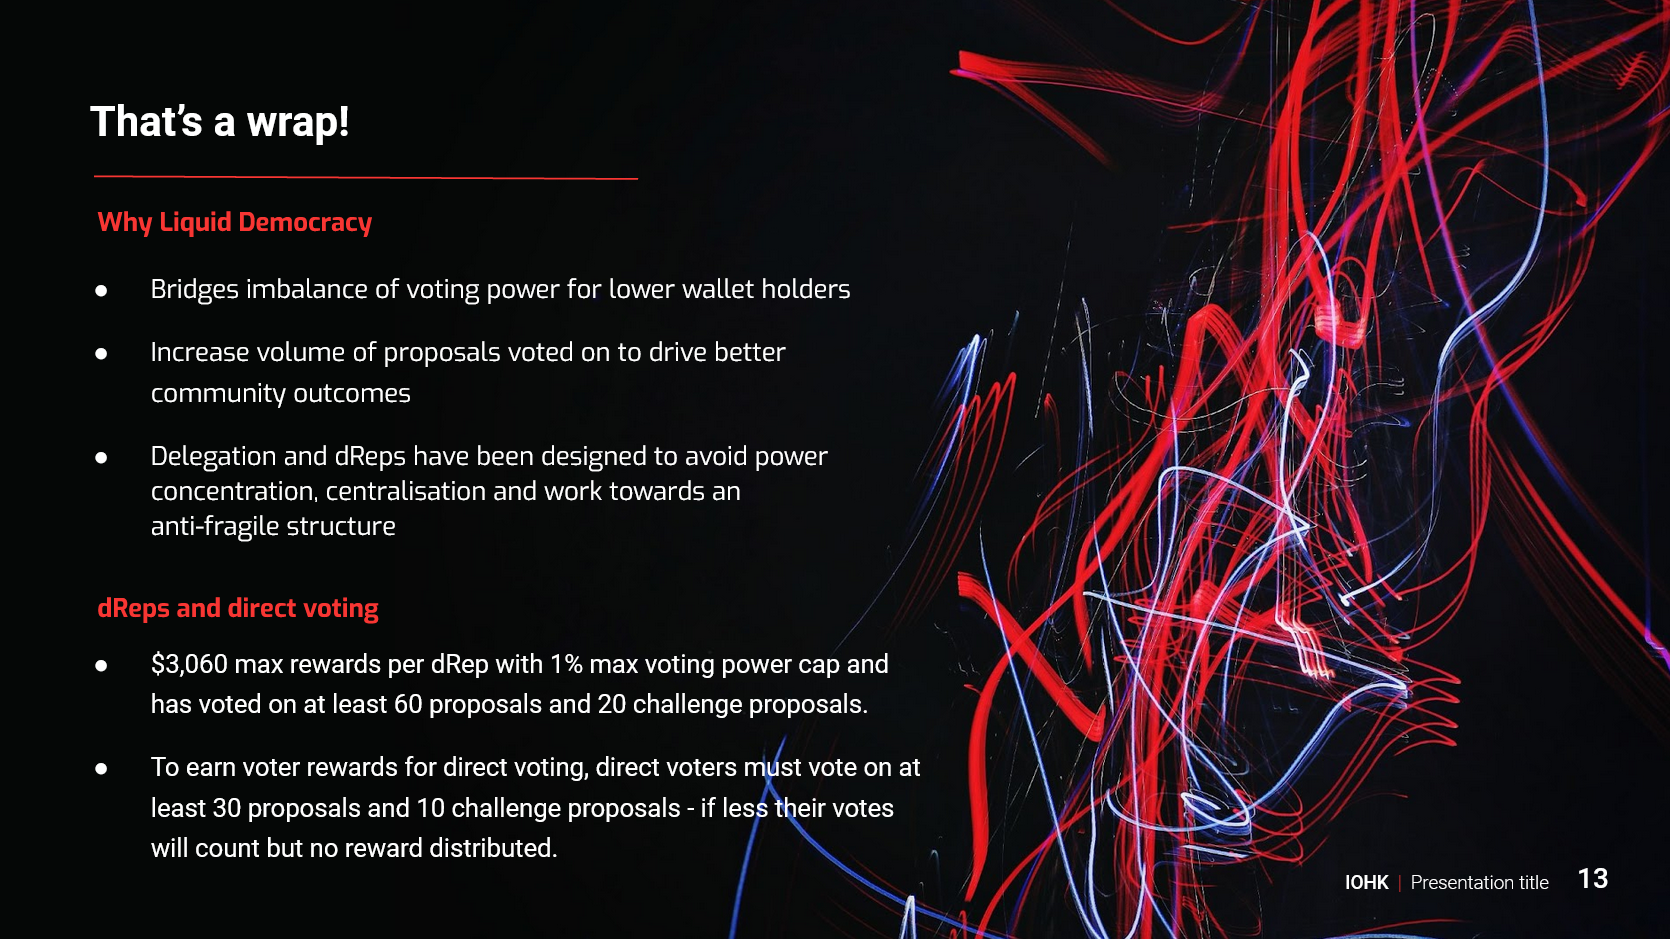 That's a wrap!
Why Liquid Democracy
● Bridges imbalance of voting power for lower wallet holders
● Increase volume of proposals voted on to drive better
community outcomes
● Delegation and dReps have been designed to avoid power
concentration, centralisation and work towards an
anti-fragile structure
dReps and direct voting
● $3,060 max rewards per dRep with 1% max voting power cap and
has voted on at least 60 proposals and 20 challenge proposals.
● To earn voter rewards for direct voting, direct voters must vote on at
least 30 proposals and 10 challenge proposals - if less their votes
will count but no reward distributed.
IOHK | Presentation title 13